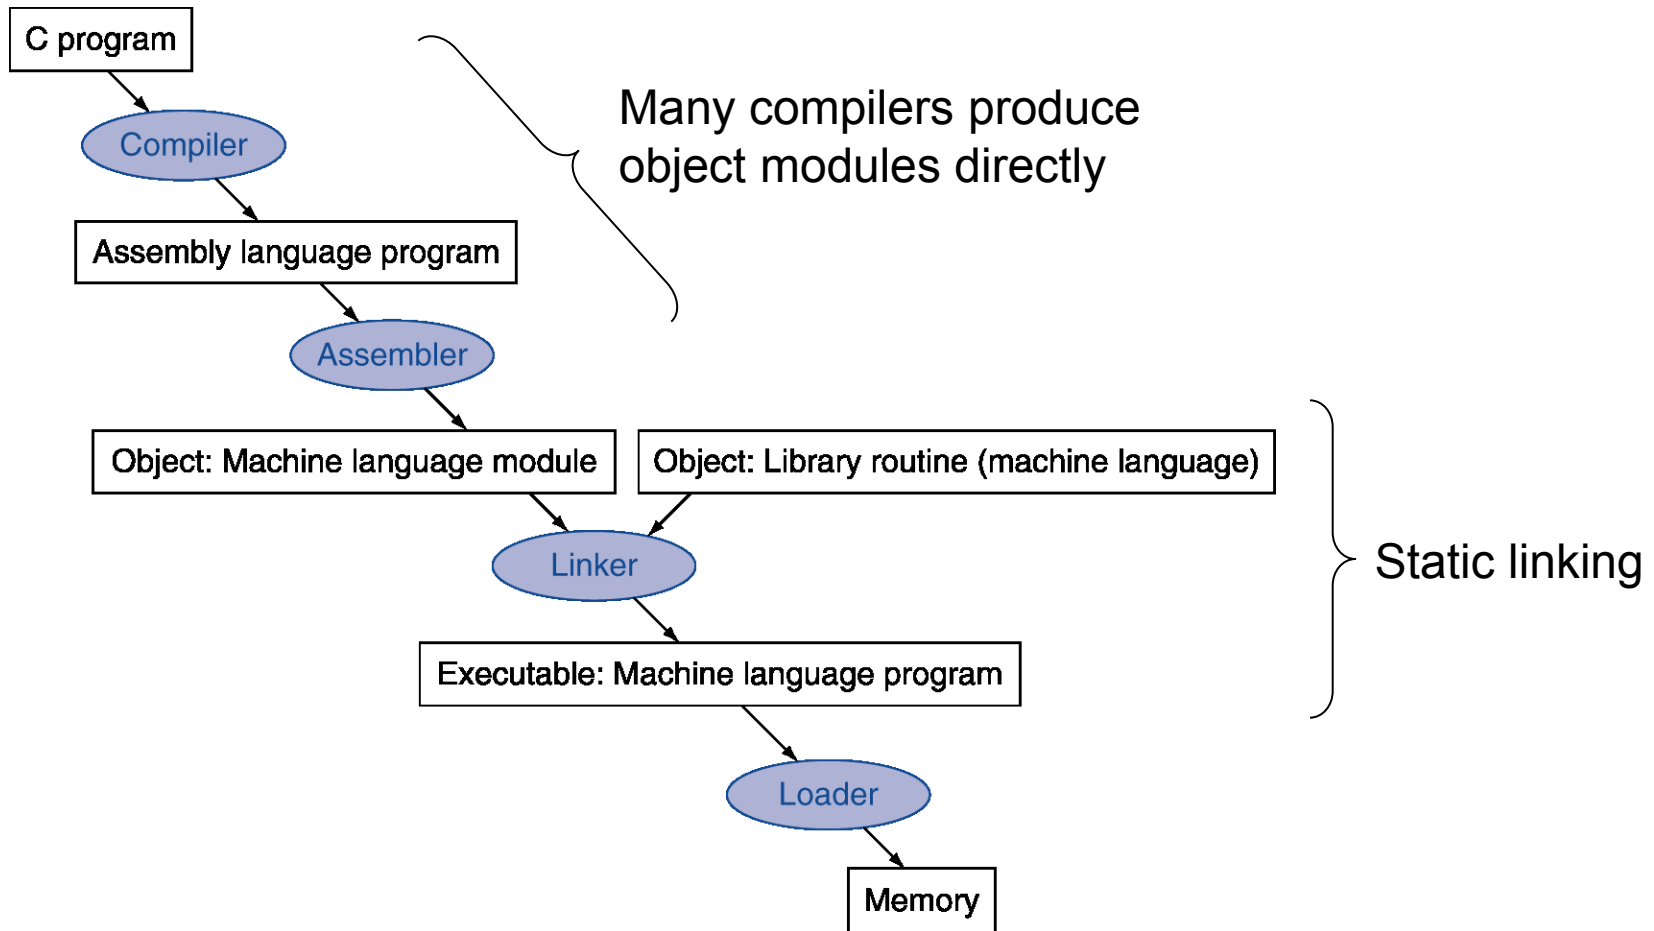 C program
Many compilers produce
object modules directly
Compiler
Assembly language program
Assembler
Object: Machine language module
Object: Library routine (machine language)
Linker
Static linking
Executable: Machine language program
Loader
Memory